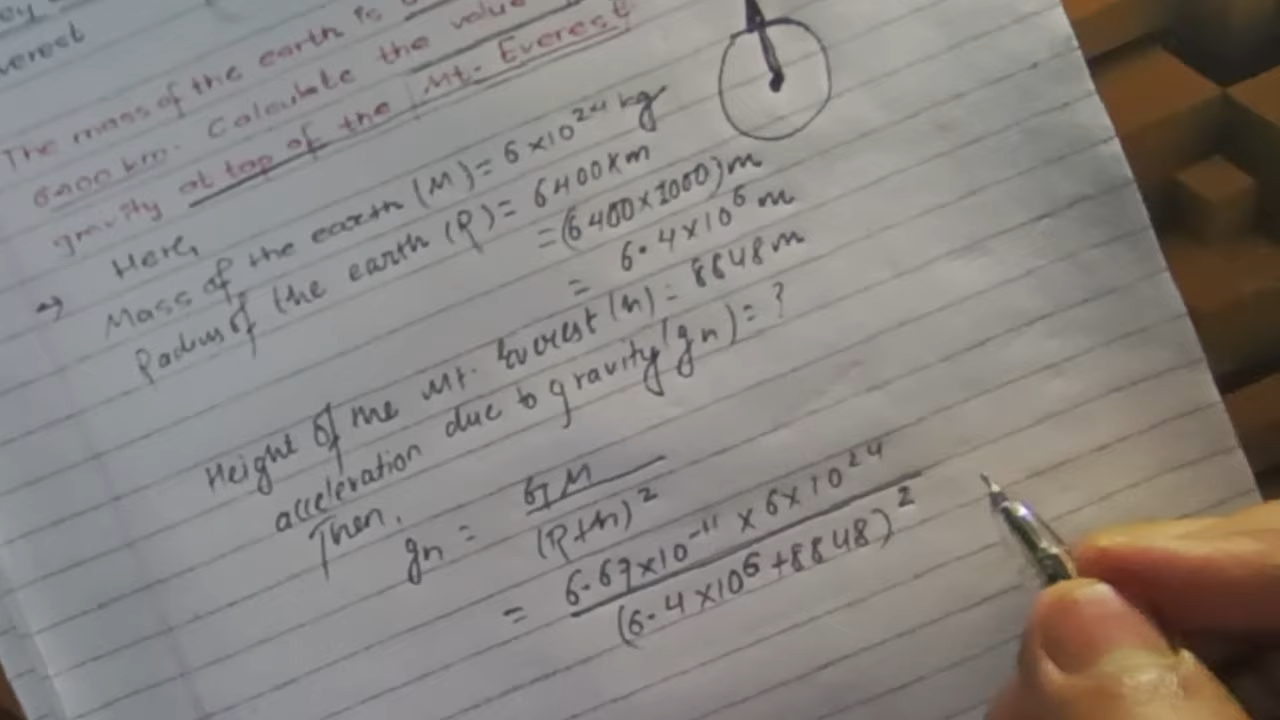 verest
The mass of the earth is
6400 km. Calculate the value
gravity at top of the Mt. Everest
→ Here,
Mass of the earth (M) = 6×10²⁴ kg
Radius of the earth (R) = 6400 km
= (6400×1000) m
= 6.4×10⁶ m
Height of the Mt. Everest (h) = 8848 m
acceleration due to gravity (gh) = ?
Then,
gh = GM / (R+h)²
= 6.67×10⁻¹¹ × 6×10²⁴ / (6.4×10⁶+8848)²